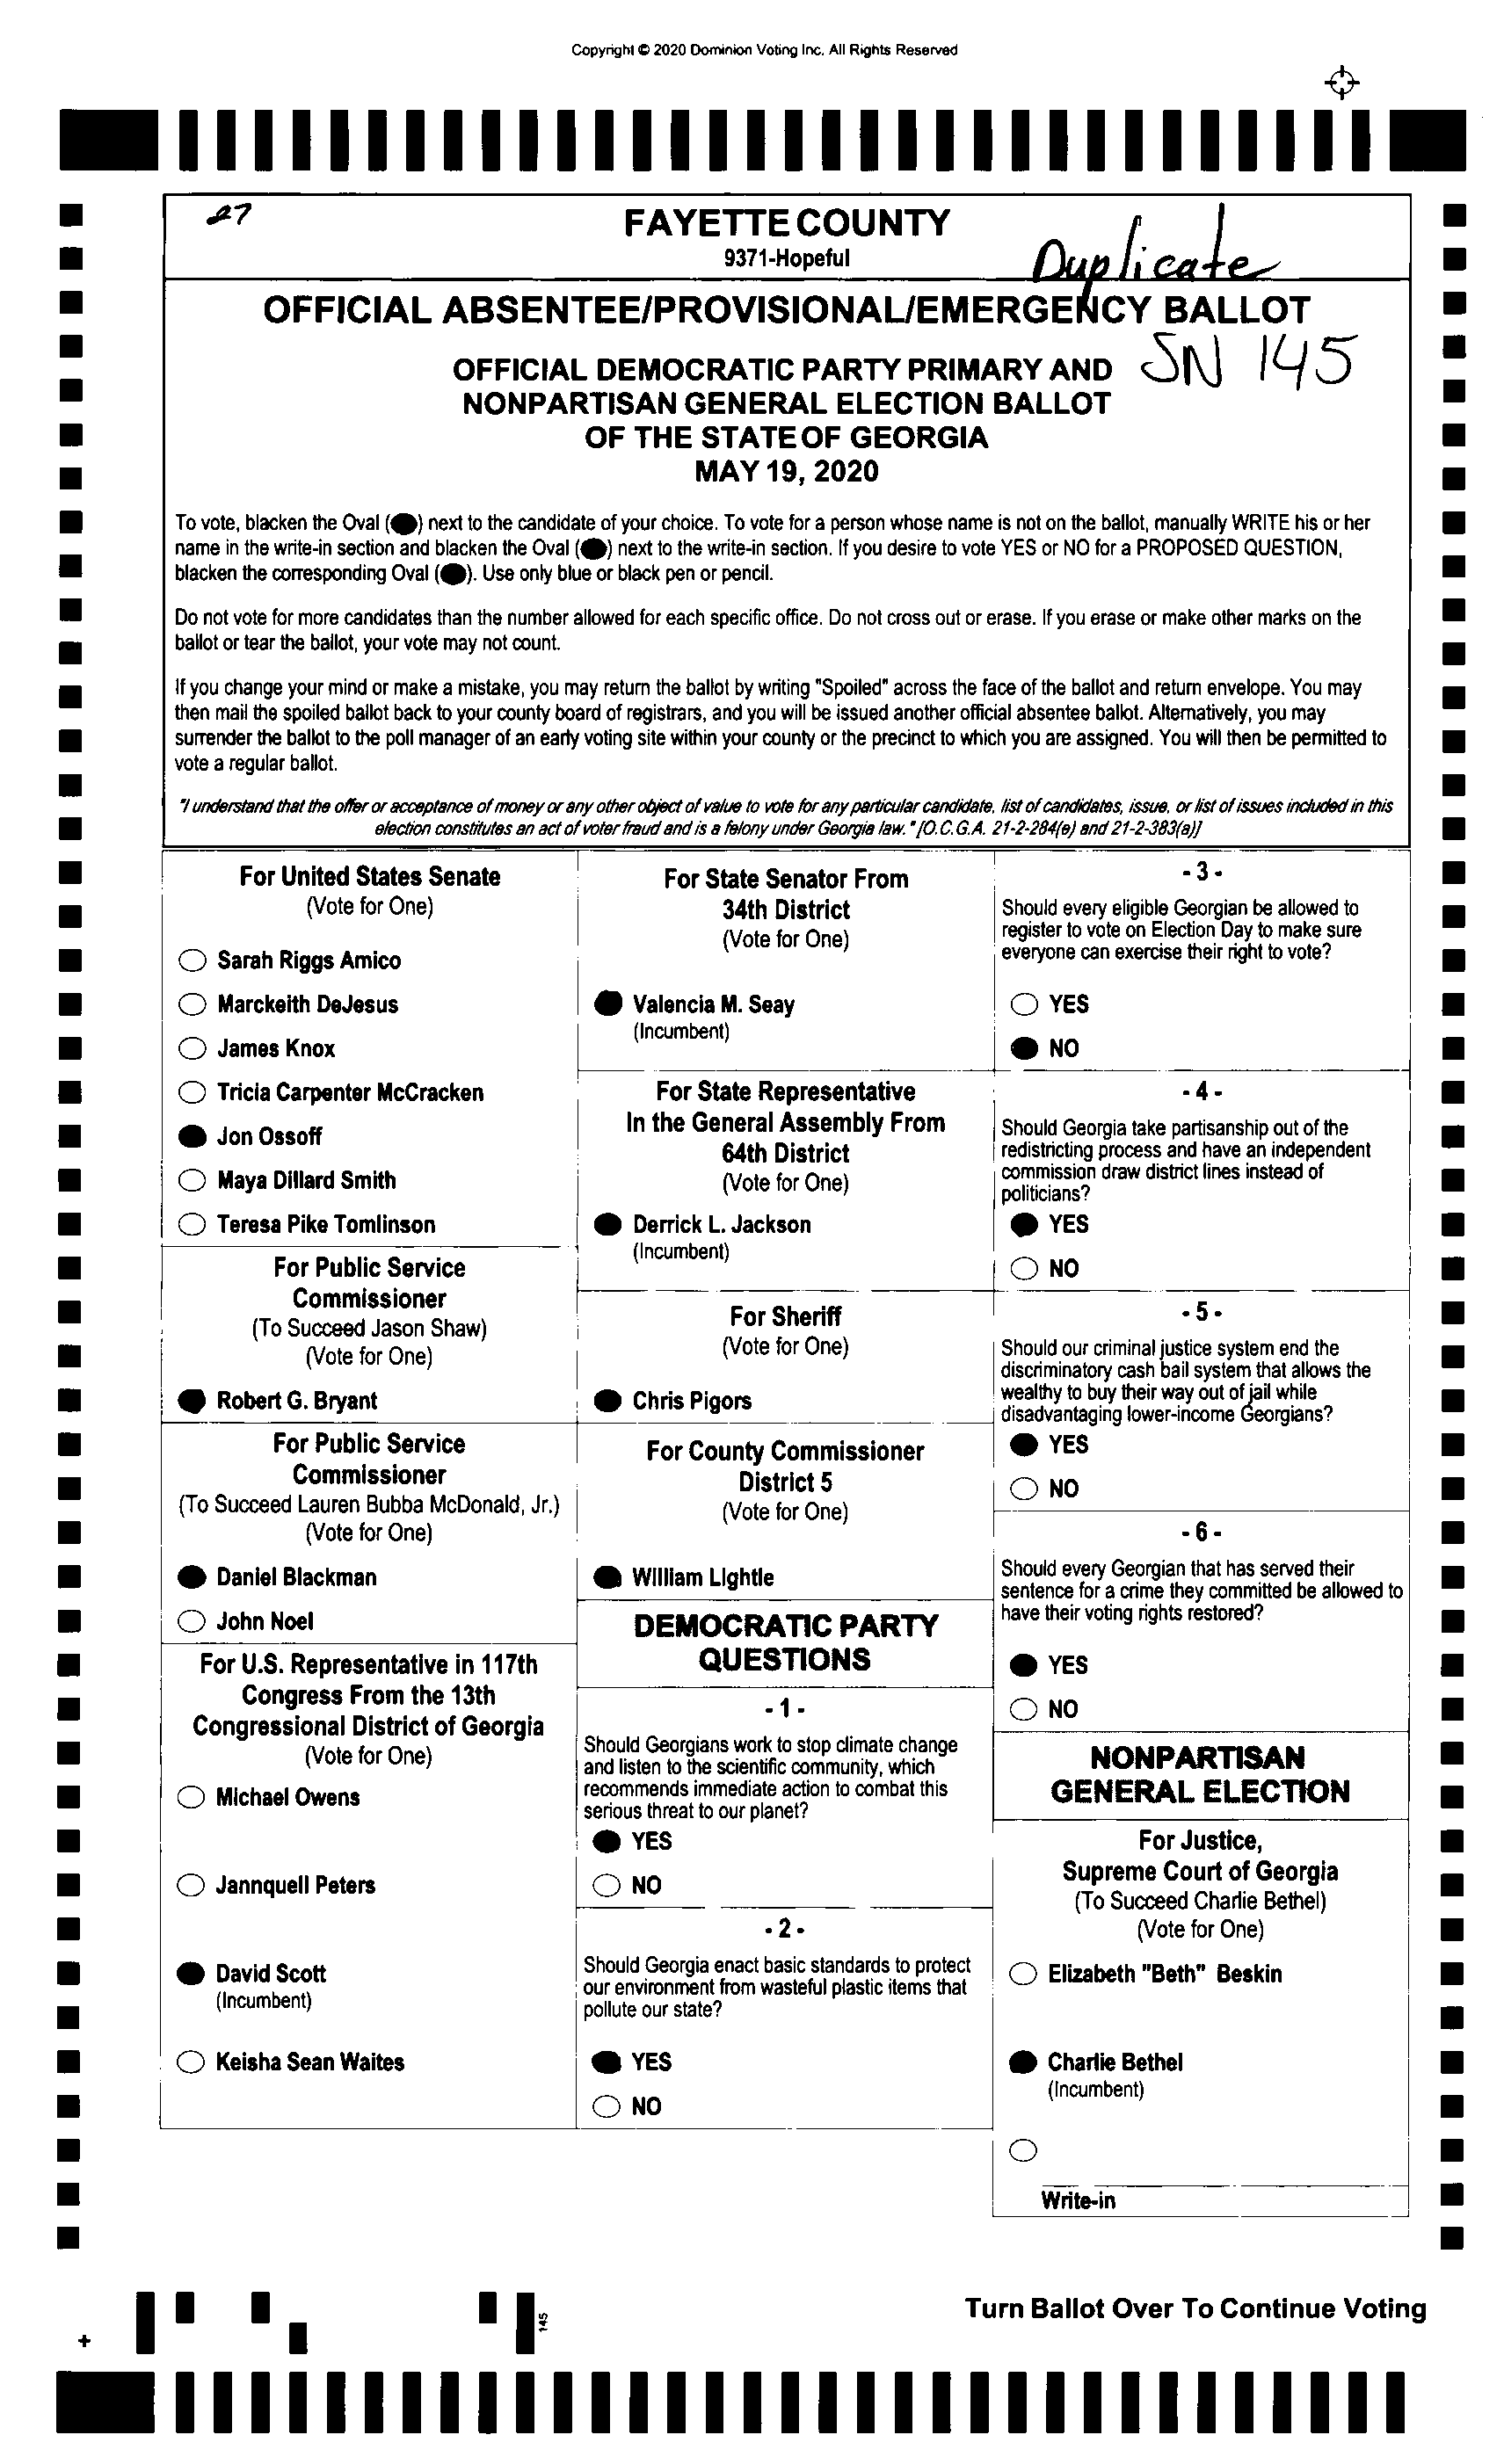 Copyright © 2020 Dominion Voting Inc. All Rights Reserved
27
FAYETTE COUNTY
9371-Hopeful
Duplicate
OFFICIAL ABSENTEE/PROVISIONAL/EMERGENCY BALLOT
SN 145
OFFICIAL DEMOCRATIC PARTY PRIMARY AND
NONPARTISAN GENERAL ELECTION BALLOT
OF THE STATE OF GEORGIA
MAY 19, 2020
To vote, blacken the Oval (●) next to the candidate of your choice. To vote for a person whose name is not on the ballot, manually WRITE his or her
name in the write-in section and blacken the Oval (●) next to the write-in section. If you desire to vote YES or NO for a PROPOSED QUESTION,
blacken the corresponding Oval (●). Use only blue or black pen or pencil.
Do not vote for more candidates than the number allowed for each specific office. Do not cross out or erase. If you erase or make other marks on the
ballot or tear the ballot, your vote may not count.
If you change your mind or make a mistake, you may return the ballot by writing "Spoiled" across the face of the ballot and return envelope. You may
then mail the spoiled ballot back to your county board of registrars, and you will be issued another official absentee ballot. Alternatively, you may
surrender the ballot to the poll manager of an early voting site within your county or the precinct to which you are assigned. You will then be permitted to
vote a regular ballot.
"I understand that the offer or acceptance of money or any other object of value to vote for any particular candidate, list of candidates, issue, or list of issues included in this
election constitutes an act of voter fraud and is a felony under Georgia law." [O.C.G.A. 21-2-284(e) and 21-2-383(a)]
For United States Senate
(Vote for One)
Sarah Riggs Amico
Marckeith DeJesus
James Knox
Tricia Carpenter McCracken
Jon Ossoff
Maya Dillard Smith
Teresa Pike Tomlinson
For Public Service
Commissioner
(To Succeed Jason Shaw)
(Vote for One)
Robert G. Bryant
For Public Service
Commissioner
(To Succeed Lauren Bubba McDonald, Jr.)
(Vote for One)
Daniel Blackman
John Noel
For U.S. Representative in 117th
Congress From the 13th
Congressional District of Georgia
(Vote for One)
Michael Owens
Jannquell Peters
David Scott
(Incumbent)
Keisha Sean Waites
For State Senator From
34th District
(Vote for One)
Valencia M. Seay
(Incumbent)
For State Representative
In the General Assembly From
64th District
(Vote for One)
Derrick L. Jackson
(Incumbent)
For Sheriff
(Vote for One)
Chris Pigors
For County Commissioner
District 5
(Vote for One)
William Lightle
DEMOCRATIC PARTY
QUESTIONS
- 1 -
Should Georgians work to stop climate change
and listen to the scientific community, which
recommends immediate action to combat this
serious threat to our planet?
YES
NO
- 2 -
Should Georgia enact basic standards to protect
our environment from wasteful plastic items that
pollute our state?
YES
NO
- 3 -
Should every eligible Georgian be allowed to
register to vote on Election Day to make sure
everyone can exercise their right to vote?
YES
NO
- 4 -
Should Georgia take partisanship out of the
redistricting process and have an independent
commission draw district lines instead of
politicians?
YES
NO
- 5 -
Should our criminal justice system end the
discriminatory cash bail system that allows the
wealthy to buy their way out of jail while
disadvantaging lower-income Georgians?
YES
NO
- 6 -
Should every Georgian that has served their
sentence for a crime they committed be allowed to
have their voting rights restored?
YES
NO
NONPARTISAN
GENERAL ELECTION
For Justice,
Supreme Court of Georgia
(To Succeed Charlie Bethel)
(Vote for One)
Elizabeth "Beth" Beskin
Charlie Bethel
(Incumbent)
Write-in
Turn Ballot Over To Continue Voting
145